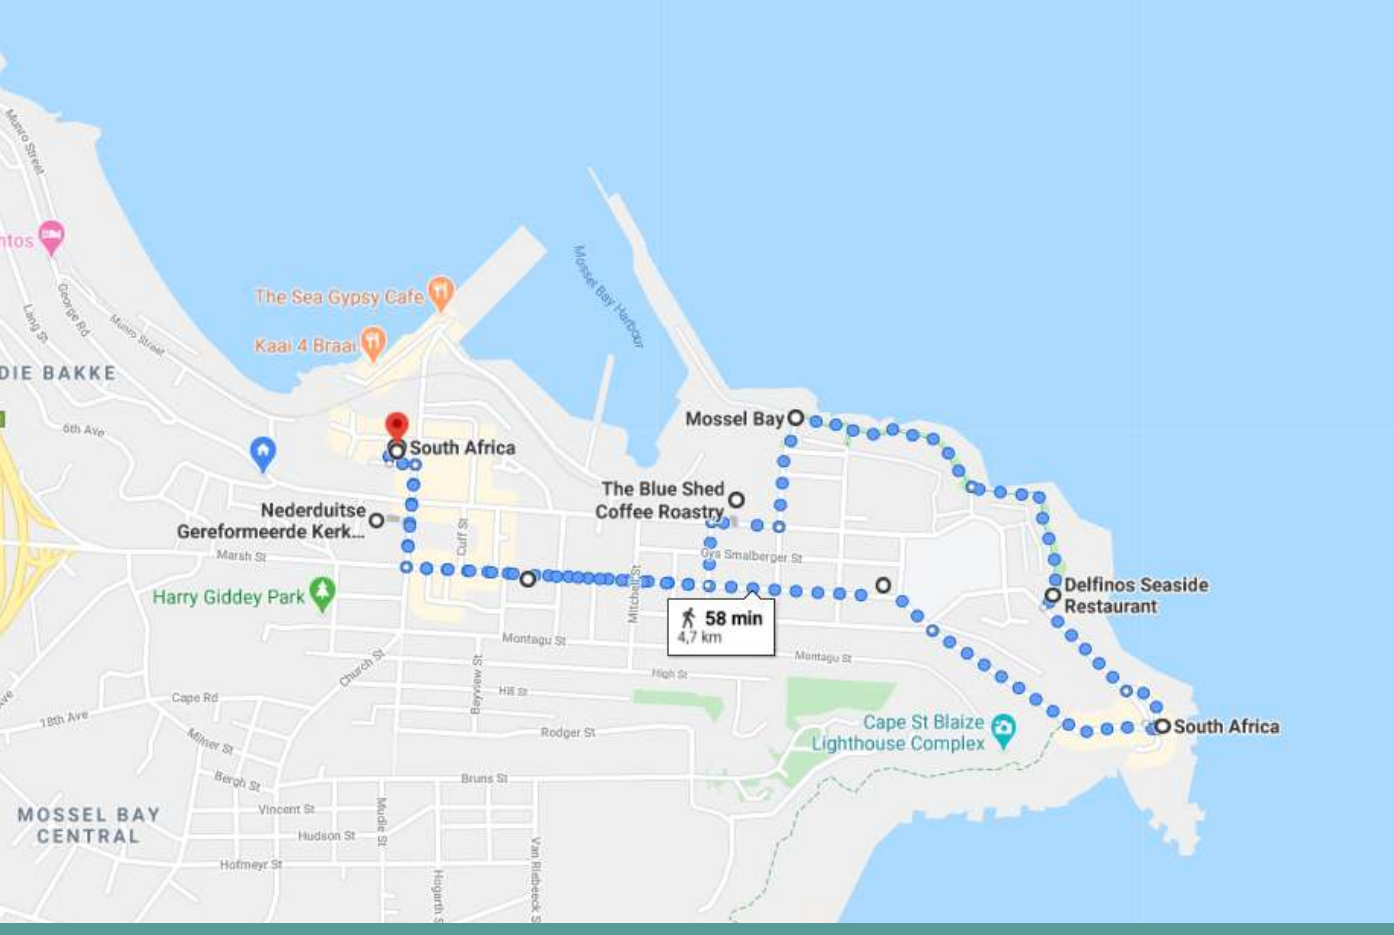 Munro Street
ntos
George Rd
Lang St
Munro Street
DIE BAKKE
6th Ave
The Sea Gypsy Cafe
Kaai 4 Braai
Mossel Bay Harbour
Mossel Bay
South Africa
The Blue Shed
Coffee Roastry
Nederduitse
Gereformeerde Kerk...
Cuff St
Marsh St
Gys Smalberger St
Harry Giddey Park
Mitchell St
Delfinos Seaside
Restaurant
58 min
4,7 km
Montagu St
Montagu St
Church St
High St
Bayview St
Hill St
Cape Rd
18th Ave
Ave
Milner St
Rodger St
Cape St Blaize
Lighthouse Complex
South Africa
Bergh St
Bruns St
MOSSEL BAY
CENTRAL
Vincent St
Mudie St
Hudson St
Hofmeyr St
Hogarth S
Van Riebeeck S